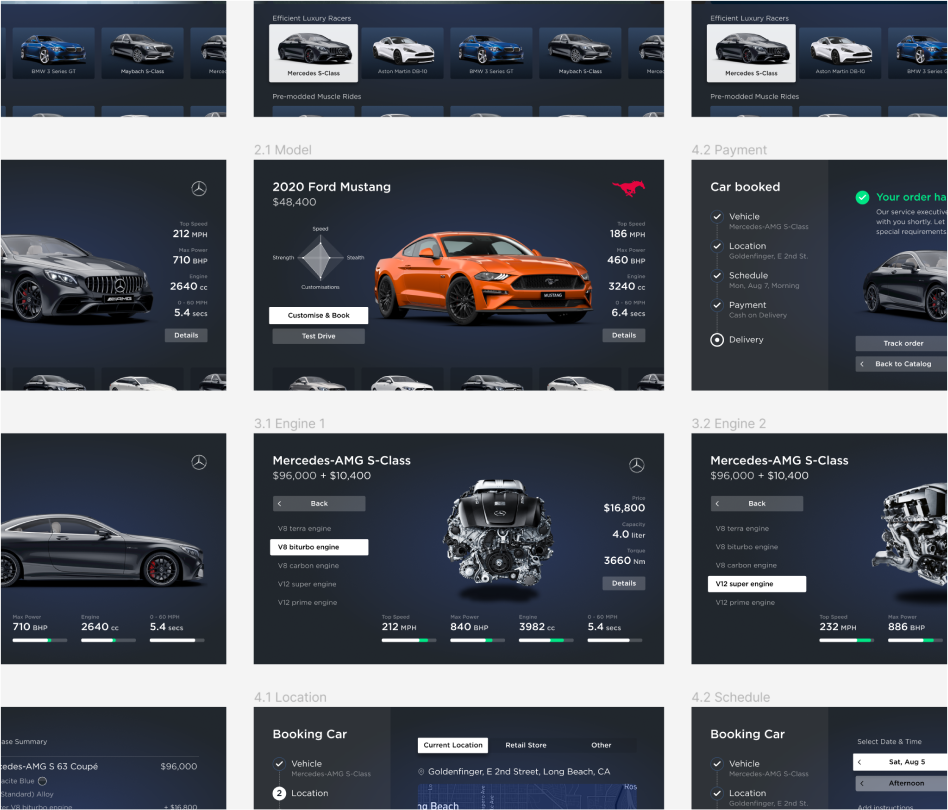 Efficient Luxury Racers
Efficient Luxury Racers
BMW 3 Series GT
Maybach S-Class
Merce
Mercedes S-Class
Aston Martin DB-10
BMW 3 Series GT
Maybach S-Class
Merce
Mercedes S-Class
Aston Martin DB-10
BMW 3 Series G
Pre-modded Muscle Rides
Pre-modded Muscle Rides
2.1 Model
4.2 Payment
Top Speed
212 MPH
Max Power
710 BHP
Engine
2640 cc
0 - 60 MPH
5.4 secs
Details
AMG
2020 Ford Mustang
$48,400
Speed
Strength
Stealth
Customisations
Customise & Book
Test Drive
MUSTANG
Top Speed
186 MPH
Max Power
460 BHP
Engine
3240 cc
0 - 60 MPH
6.4 secs
Details
Car booked
Vehicle
Mercedes-AMG S-Class
Location
Goldenfinger, E 2nd St.
Schedule
Mon, Aug 7, Morning
Payment
Cash on Delivery
Delivery
Your order ha
Our service executive
with you shortly. Let
special requirements.
Track order
Back to Catalog
3.1 Engine 1
3.2 Engine 2
Max Power
710 BHP
Engine
2640 cc
0 - 60 MPH
5.4 secs
Mercedes-AMG S-Class
$96,000 + $10,400
Back
V8 terra engine
V8 biturbo engine
V8 carbon engine
V12 super engine
V12 prime engine
Price
$16,800
Capacity
4.0 liter
Torque
3660 Nm
Details
Top Speed
212 MPH
Max Power
840 BHP
Engine
3982 cc
0 - 60 MPH
5.4 secs
Mercedes-AMG S-Class
$96,000 + $10,400
Back
V8 terra engine
V8 biturbo engine
V8 carbon engine
V12 super engine
V12 prime engine
Top Speed
232 MPH
Max Power
886 BHP
4.1 Location
4.2 Schedule
ase Summary
cedes-AMG S 63 Coupé
$96,000
acite Blue
(Standard) Alloy
er V8 biturbo engine
+ $16,800
Booking Car
Vehicle
Mercedes-AMG S-Class
2
Location
Current Location
Retail Store
Other
Goldenfinger, E 2nd Street, Long Beach, CA
ng Beach
Ros
Booking Car
Vehicle
Mercedes-AMG S-Class
Location
Goldenfinger, E 2nd St.
Select Date & Time
Sat, Aug 5
Afternoon
Add instructions